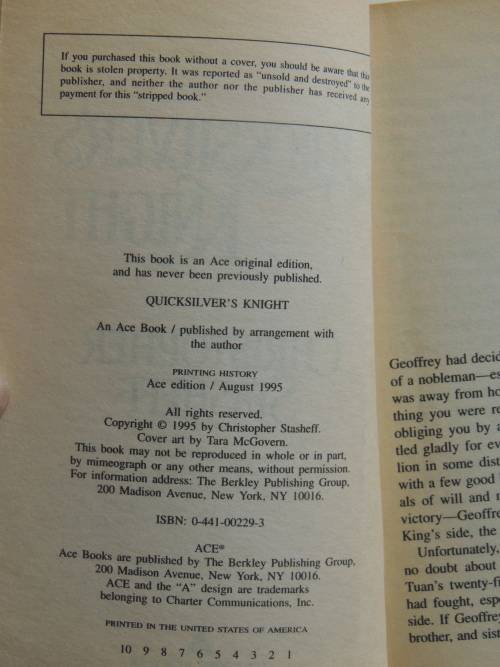 If you purchased this book without a cover, you should be aware that this
book is stolen property. It was reported as "unsold and destroyed" to the
publisher, and neither the author nor the publisher has received any
payment for this "stripped book."
This book is an Ace original edition,
and has never been previously published.
QUICKSILVER'S KNIGHT
An Ace Book / published by arrangement with
the author
PRINTING HISTORY
Ace edition / August 1995
All rights reserved.
Copyright © 1995 by Christopher Stasheff.
Cover art by Tara McGovern.
This book may not be reproduced in whole or in part,
by mimeograph or any other means, without permission.
For information address: The Berkley Publishing Group,
200 Madison Avenue, New York, NY 10016.
ISBN: 0-441-00229-3
ACE®
Ace Books are published by The Berkley Publishing Group,
200 Madison Avenue, New York, NY 10016.
ACE and the "A" design are trademarks
belonging to Charter Communications, Inc.
PRINTED IN THE UNITED STATES OF AMERICA
10 9 8 7 6 5 4 3 2 1
Geoffrey had decid
of a nobleman—es
was away from ho
thing you were re
obliging you by a
tled gladly for ev
lion in some dist
with a few good
als of will and
victory—Geoffre
King's side, the
Unfortunately,
no doubt about
Tuan's twenty-fi
had fought, espe
side. If Geoffrey
brother, and sist